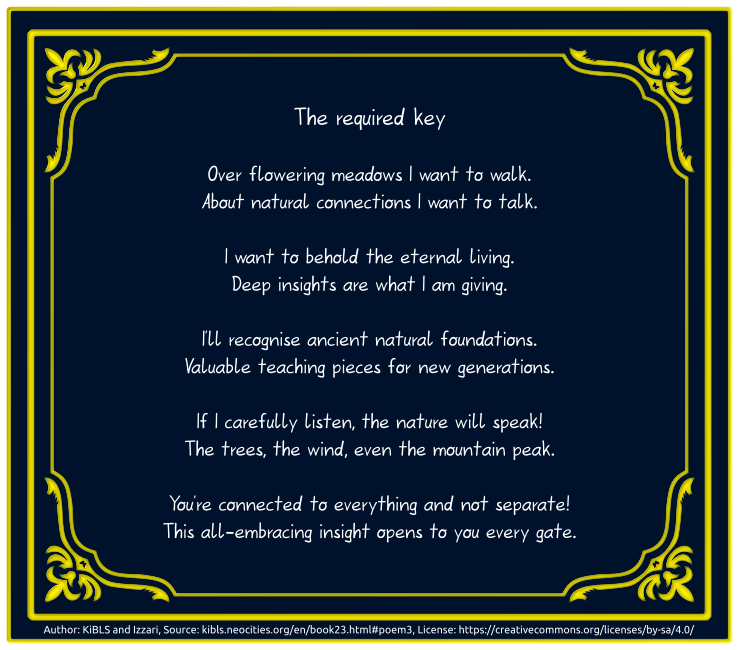 The required key
Over flowering meadows I want to walk.
About natural connections I want to talk.
I want to behold the eternal living.
Deep insights are what I am giving.
I'll recognise ancient natural foundations.
Valuable teaching pieces for new generations.
If I carefully listen, the nature will speak!
The trees, the wind, even the mountain peak.
You're connected to everything and not separate!
This all-embracing insight opens to you every gate.
Author: KiBLS and Izzari, Source: kibls.neocities.org/en/book23.html#poem3, License: https://creativecommons.org/licenses/by-sa/4.0/